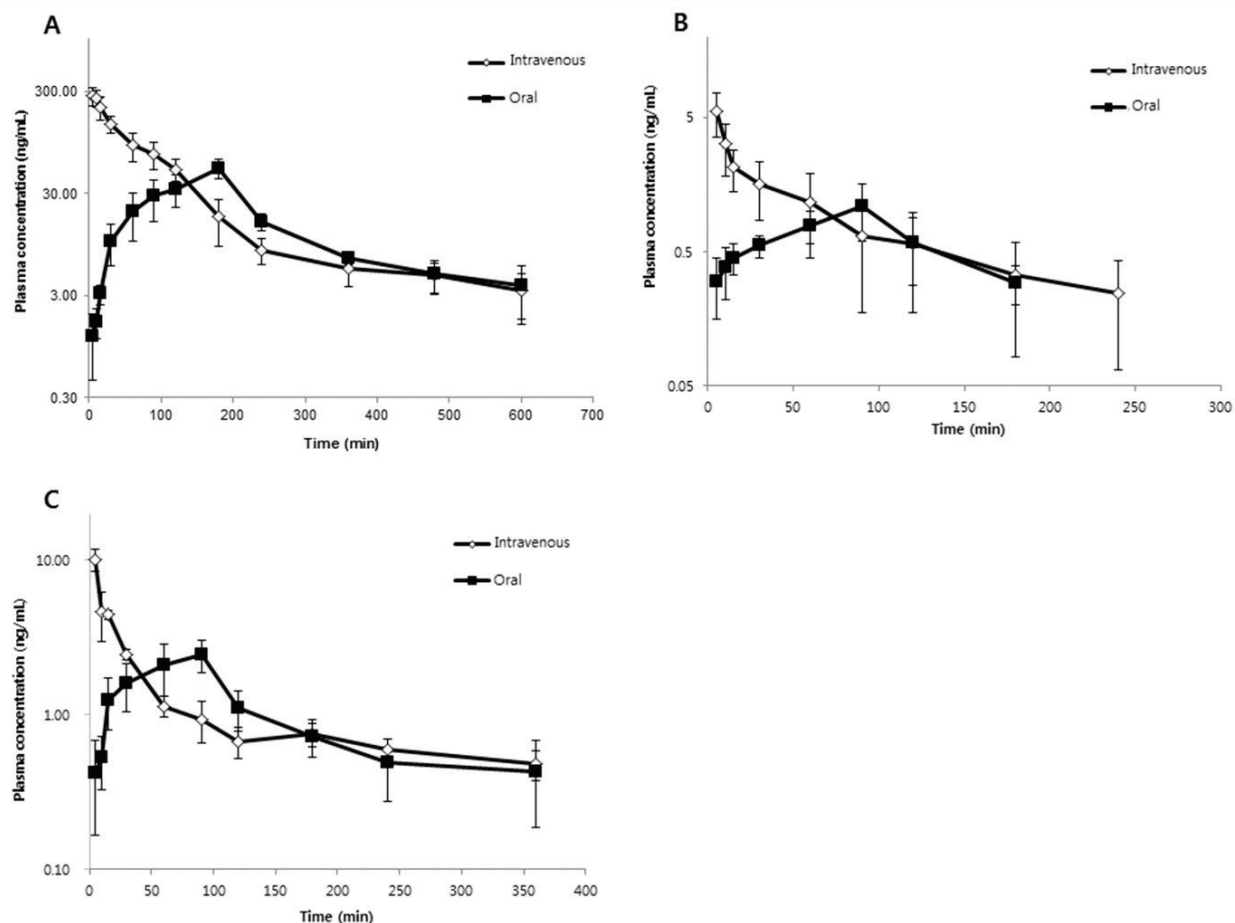 A
Intravenous
Oral
Plasma concentration (ng/mL)
300.00
30.00
3.00
0.30
0
100
200
300
400
500
600
700
Time (min)
B
Intravenous
Oral
Plasma concentration (ng/mL)
5
0.5
0.05
0
50
100
150
200
250
300
Time (min)
C
Intravenous
Oral
Plasma concentration (ng/mL)
10.00
1.00
0.10
0
50
100
150
200
250
300
350
400
Time (min)